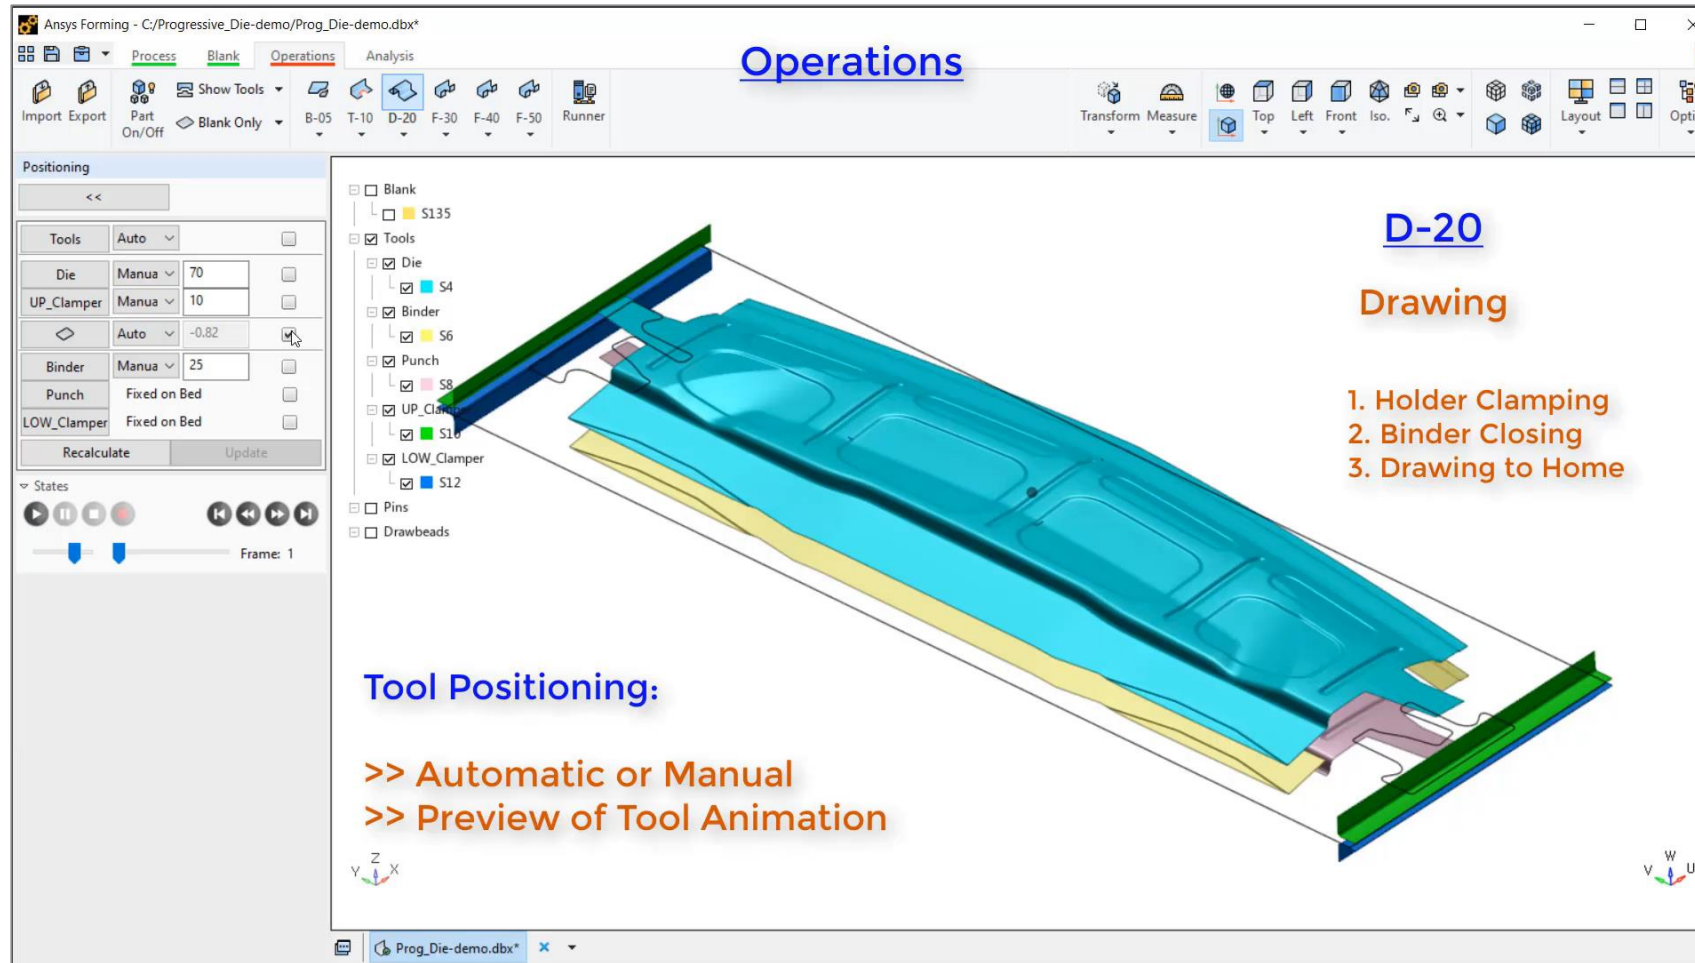 Ansys Forming - C:/Progressive_Die-demo/Prog_Die-demo.dbx*
Process Blank Operations Analysis
Operations
Import Export Part On/Off Show Tools Blank Only B-05 T-10 D-20 F-30 F-40 F-50 Runner Transform Measure Top Left Front Iso. Layout
Positioning
<<
Tools Auto
Die Manua 70
UP_Clamper Manua 10
Auto -0.82
Binder Manua 25
Punch Fixed on Bed
LOW_Clamper Fixed on Bed
Recalculate Update
States
Frame: 1
Blank
S135
Tools
Die
S4
Binder
S6
Punch
S8
S12
LOW_Clamper
Pins
Drawbeads
D-20
Drawing
1. Holder Clamping
2. Binder Closing
3. Drawing to Home
Tool Positioning:
>> Automatic or Manual
>> Preview of Tool Animation
Z
Y X
W
V U
Prog_Die-demo.dbx*